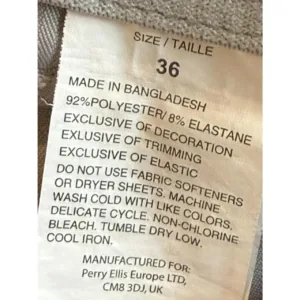 SIZE / TAILLE
36
MADE IN BANGLADESH
92%POLYESTER/ 8% ELASTANE
EXCLUSIVE OF DECORATION
EXLUSIVE OF TRIMMING
EXCLUSIVE OF ELASTIC
DO NOT USE FABRIC SOFTENERS
OR DRYER SHEETS. MACHINE
WASH COLD WITH LIKE COLORS.
DELICATE CYCLE. NON-CHLORINE
BLEACH. TUMBLE DRY LOW.
COOL IRON.
MANUFACTURED FOR:
Perry Ellis Europe LTD,
CM8 3DJ, UK